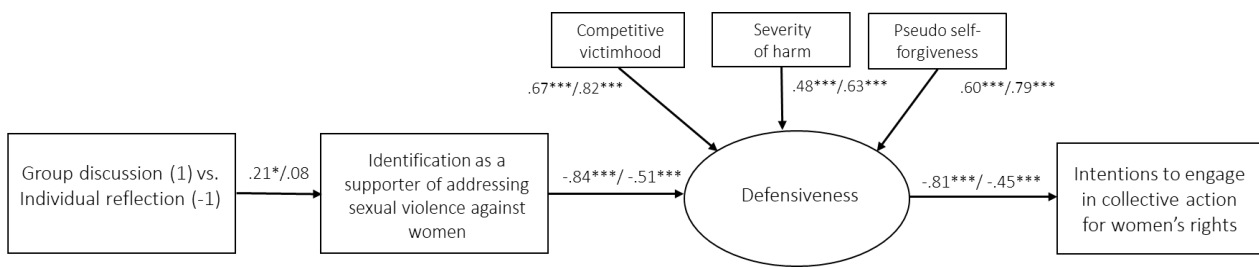 Competitive
victimhood
Severity
of harm
Pseudo self-
forgiveness
.67***/.82***
.48***/.63***
.60***/.79***
Group discussion (1) vs.
Individual reflection (-1)
.21*/.08
Identification as a
supporter of addressing
sexual violence against
women
-.84***/ -.51***
Defensiveness
-.81***/ -.45***
Intentions to engage
in collective action
for women's rights